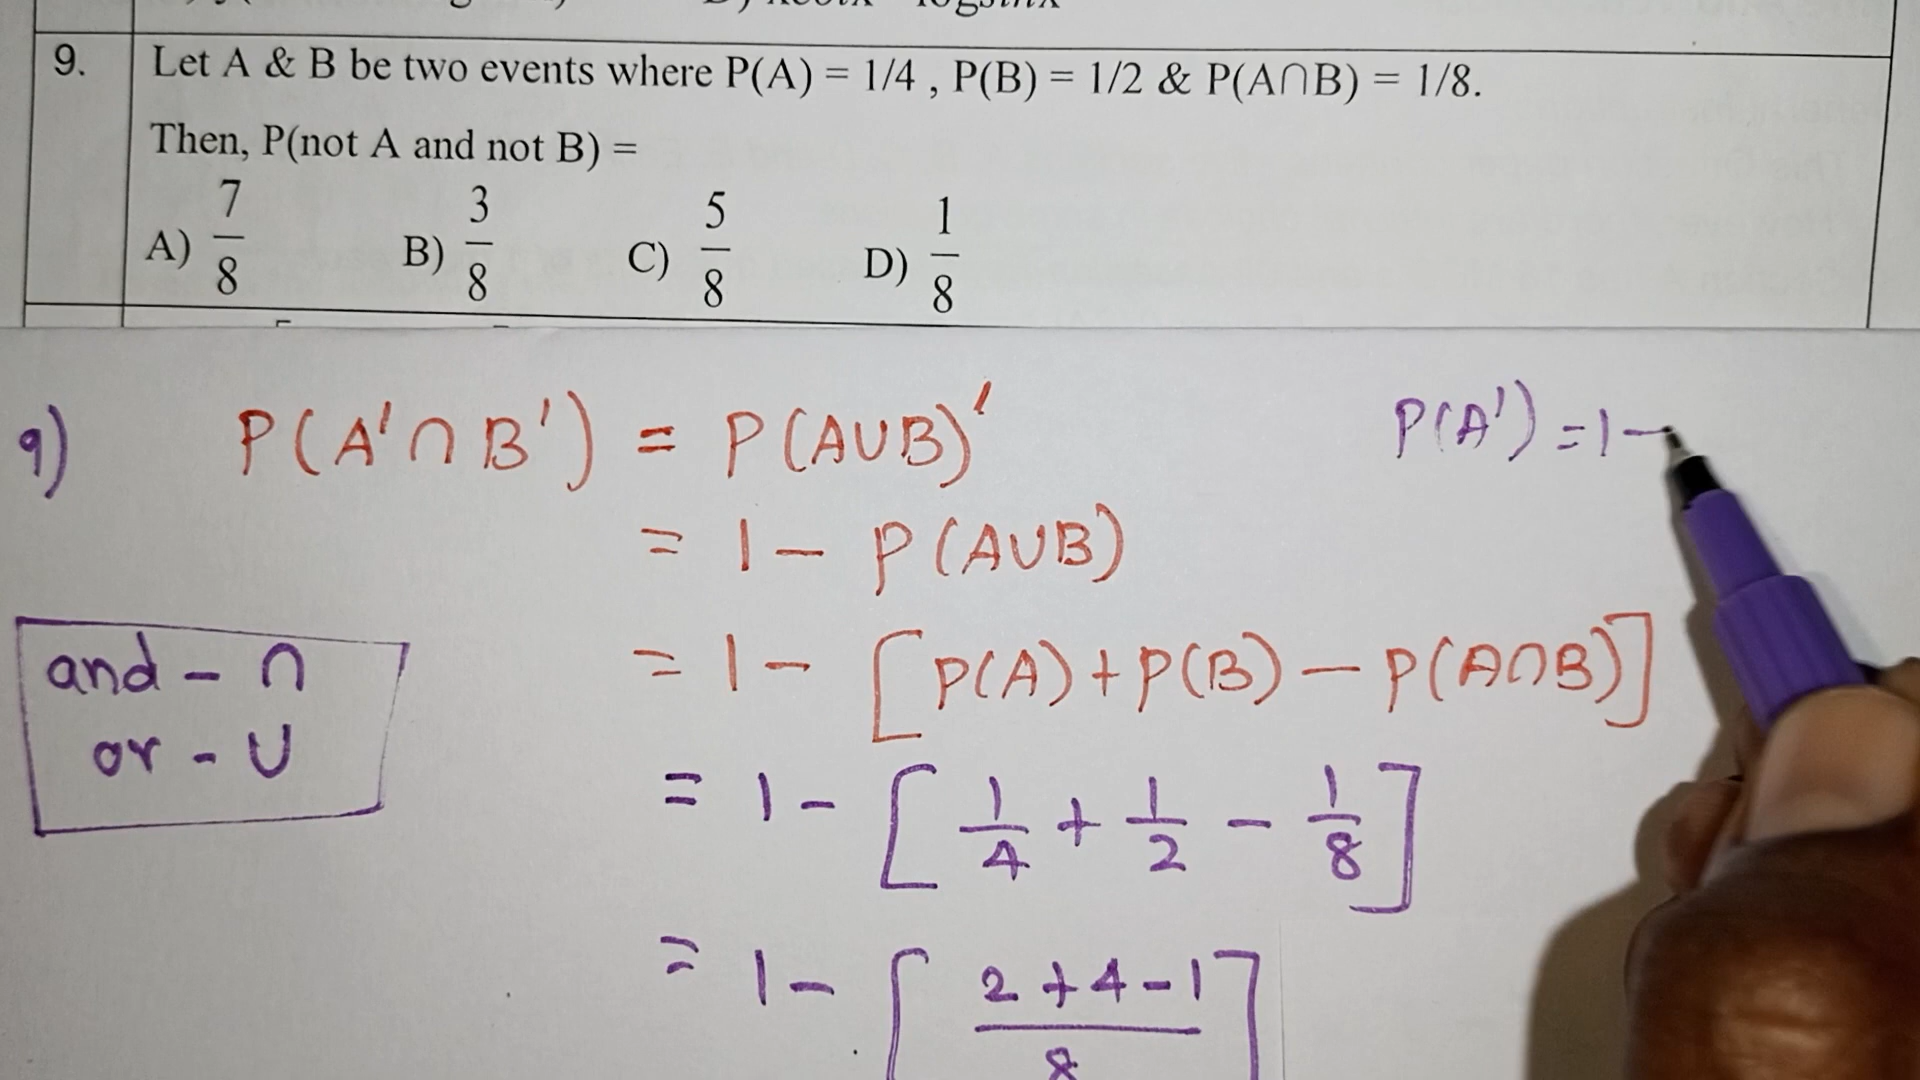 9.
Let A & B be two events where P(A) = 1/4 , P(B) = 1/2 & P(A∩B) = 1/8.
Then, P(not A and not B) =
A) 7/8 B) 3/8 C) 5/8 D) 1/8
9) P(A'∩B') = P(A∪B)'
P(A') = 1 -
= 1 - P(A∪B)
= 1 - [P(A) + P(B) - P(A∩B)]
and - ∩
or - ∪
= 1 - [1/4 + 1/2 - 1/8]
= 1 - [2+4-1/8]